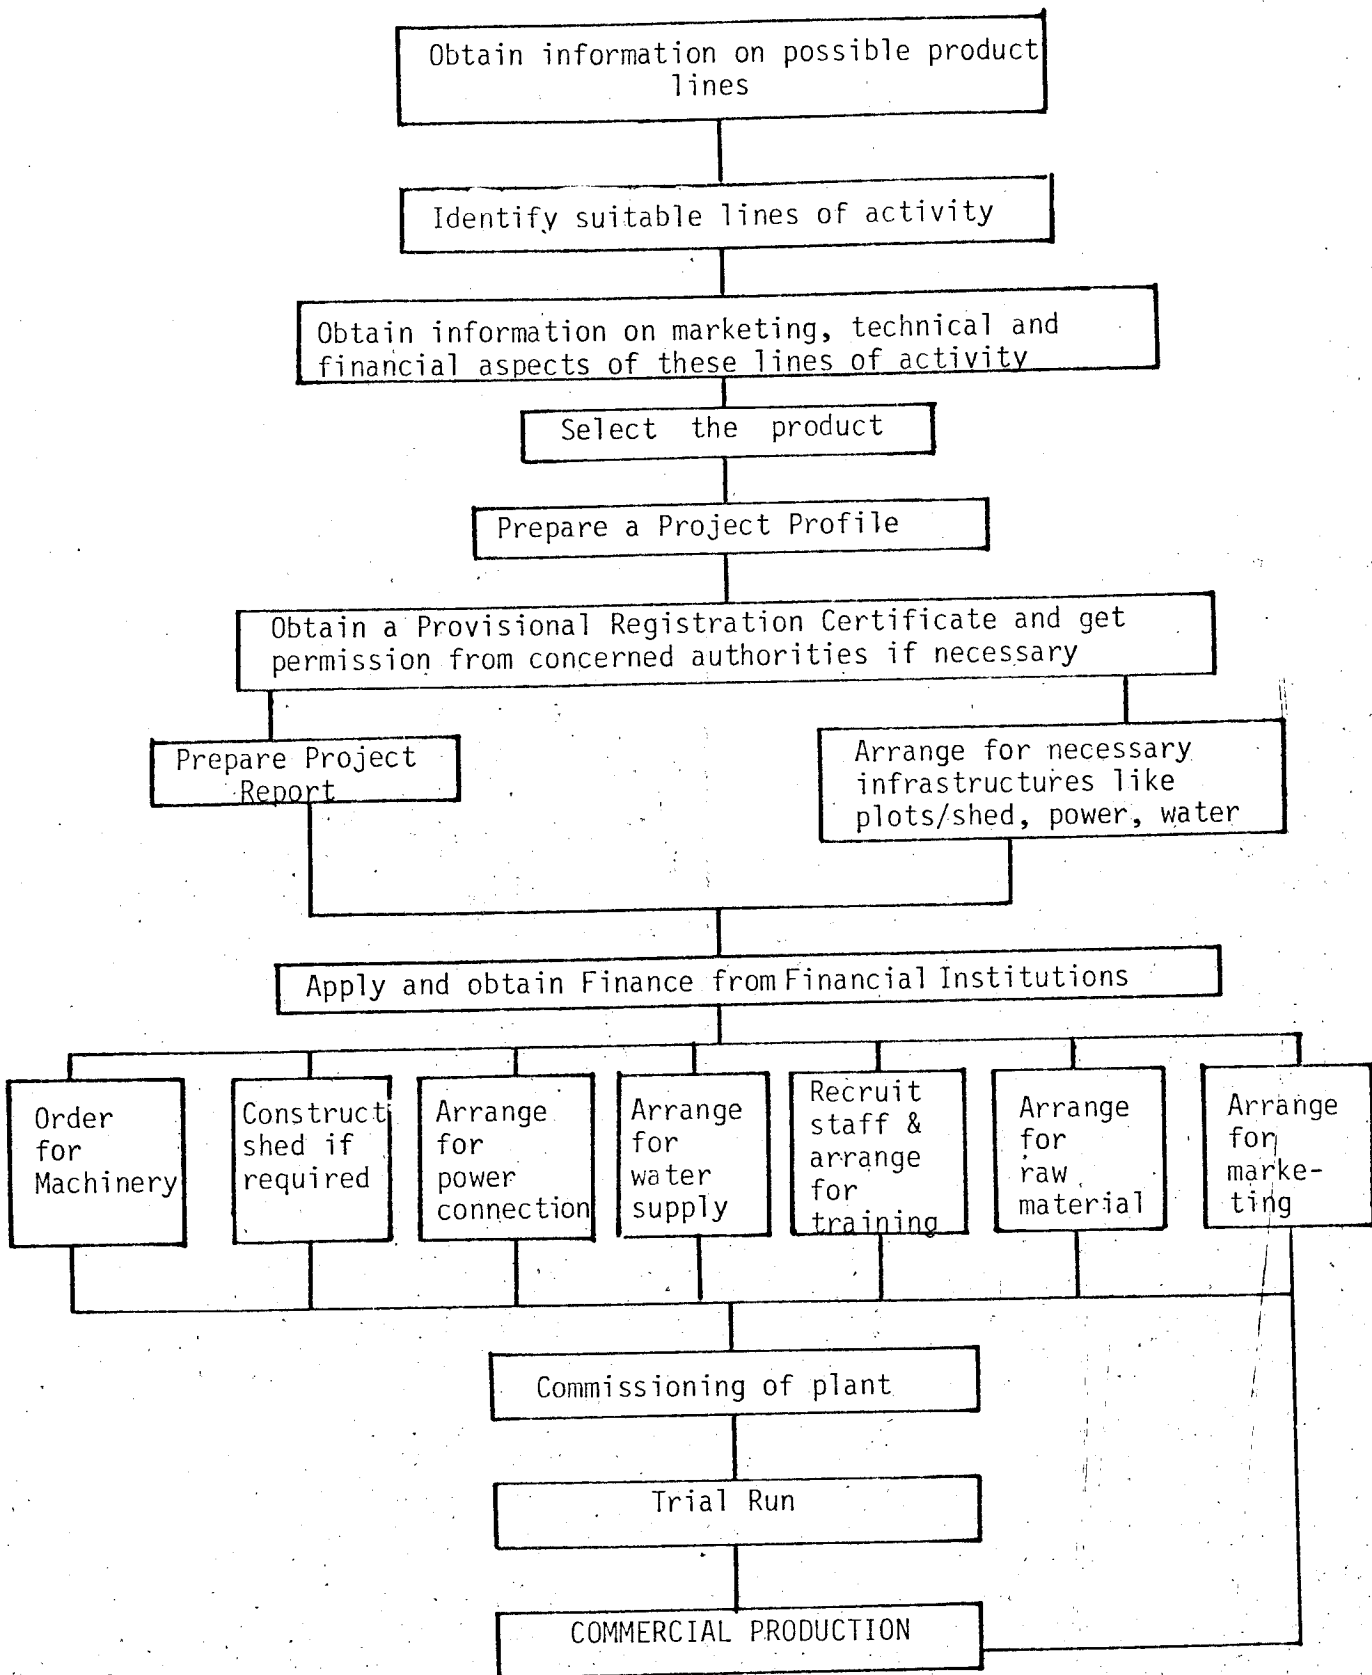 Obtain information on possible product
lines
Identify suitable lines of activity
Obtain information on marketing, technical and
financial aspects of these lines of activity
Select the product
Prepare a Project Profile
Obtain a Provisional Registration Certificate and get
permission from concerned authorities if necessary
Prepare Project
Report
Arrange for necessary
infrastructures like
plots/shed, power, water
Apply and obtain Finance from Financial Institutions
Order
for
Machinery
Construct
shed if
required
Arrange
for
power
connection
Arrange
for
water
supply
Recruit
staff &
arrange
for
training
Arrange
for
raw
material
Arrange
for
marke-
ting
Commissioning of plant
Trial Run
COMMERCIAL PRODUCTION